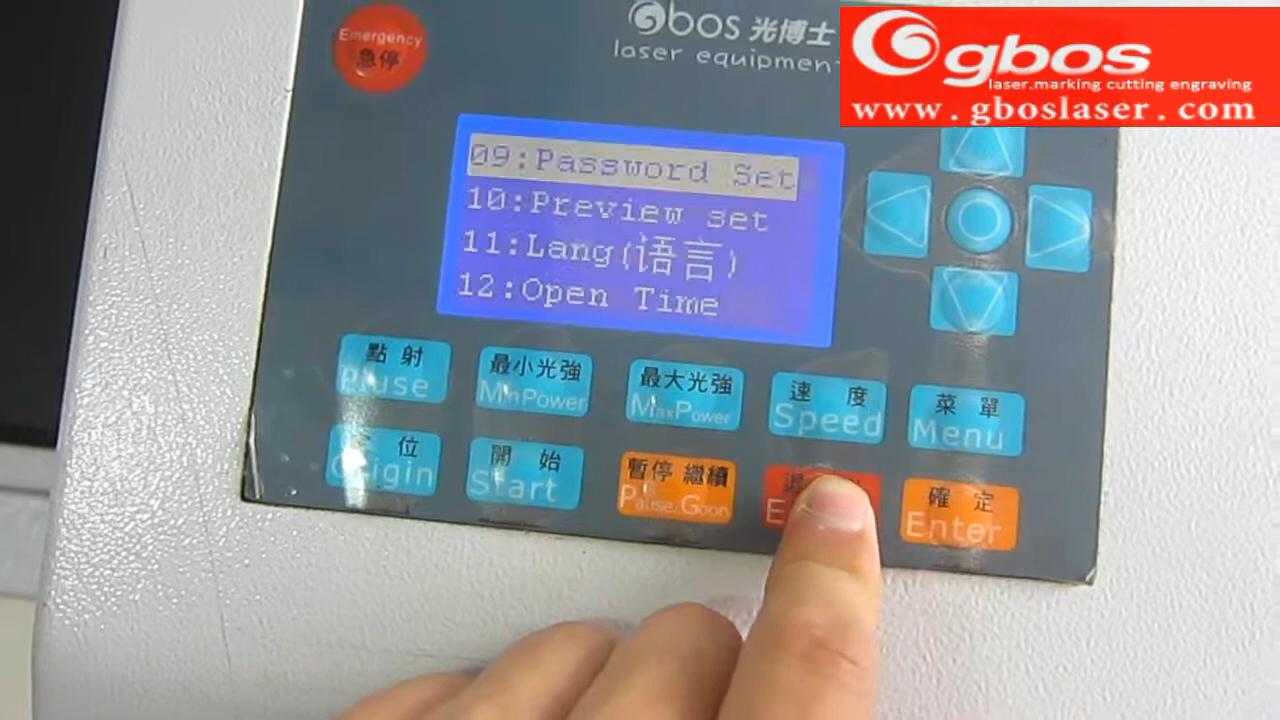 Emergency
急停
gbos 光博士
laser equipment
gbos
laser.marking cutting engraving
www.gboslaser.com
09:Password Set
10:Preview set
11:Lang(语言)
12:Open Time
點 射
Pluse
最小光強
MinPower
最大光強
MaxPower
速 度
Speed
菜 單
Menu
位
Origin
開 始
Start
暫停 繼續
Pause/Goon
退
E
確 定
Enter